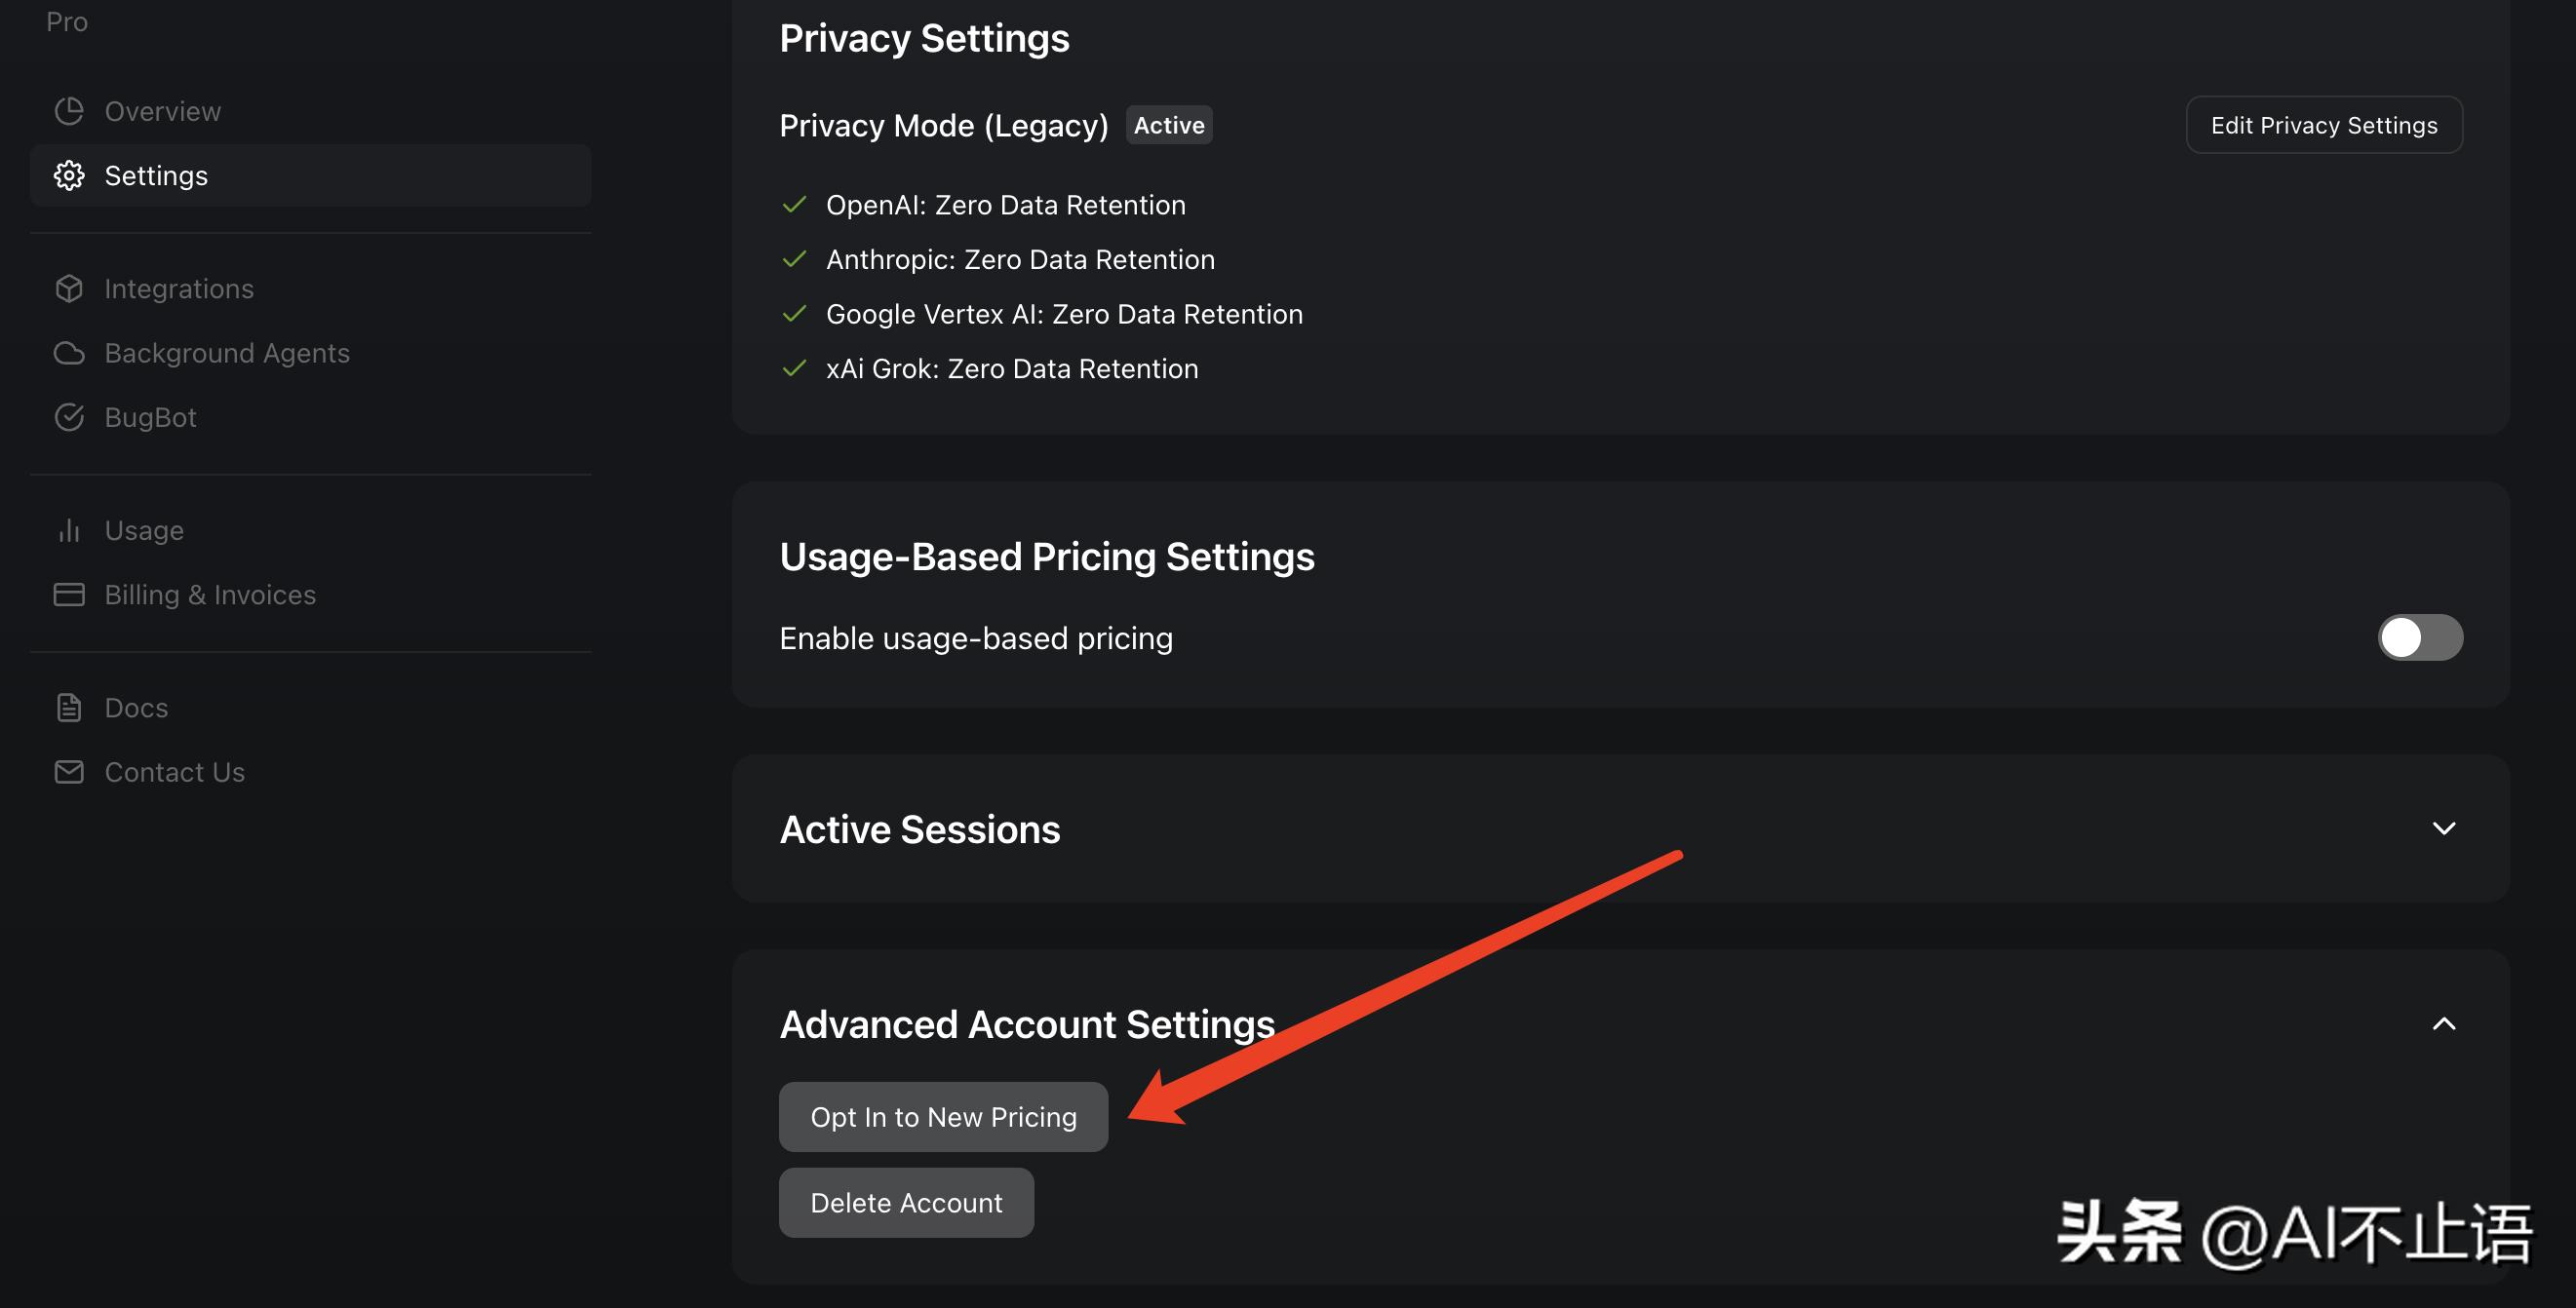 Pro
Overview
Settings
Integrations
Background Agents
BugBot
Usage
Billing & Invoices
Docs
Contact Us
Privacy Settings
Privacy Mode (Legacy) Active
Edit Privacy Settings
OpenAI: Zero Data Retention
Anthropic: Zero Data Retention
Google Vertex AI: Zero Data Retention
xAi Grok: Zero Data Retention
Usage-Based Pricing Settings
Enable usage-based pricing
Active Sessions
Advanced Account Settings
Opt In to New Pricing
Delete Account
头条 @AI不止语